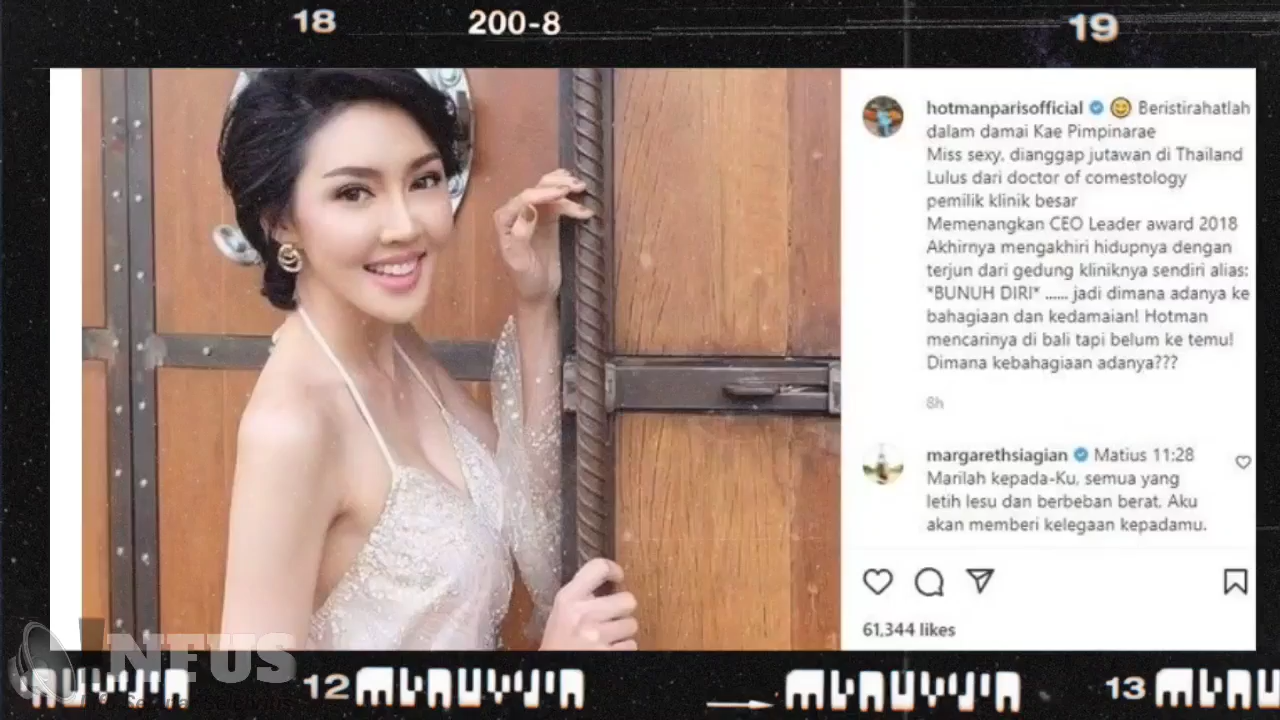 18
200-8
19
hotmanparisofficial Beristirahatlah
dalam damai Kae Pimpinarae
Miss sexy. dianggap jutawan di Thailand
Lulus dari doctor of comestology
pemilik klinik besar
Memenangkan CEO Leader award 2018
Akhirnya mengakhiri hidupnya dengan
terjun dari gedung kliniknya sendiri alias:
*BUNUH DIRI* ...... jadi dimana adanya ke
bahagiaan dan kedamaian! Hotman
mencarinya di bali tapi belum ke temu!
Dimana kebahagiaan adanya???
8h
margarethsiagian Matius 11:28
Marilah kepada-Ku, semua yang
letih lesu dan berbeban berat. Aku
akan memberi kelegaan kepadamu.
61,344 likes
12
13